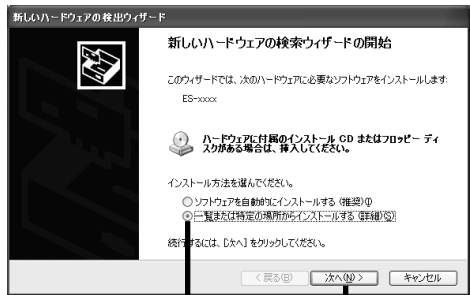 新しいハードウェアの検出ウィザード
新しいハードウェアの検索ウィザードの開始
このウィザードでは、次のハードウェアに必要なソフトウェアをインストールします:
ES-xxxx
ハードウェアに付属のインストール CD またはフロッピー ディ
スクがある場合は、挿入してください。
インストール方法を選んでください。
ソフトウェアを自動的にインストールする (推奨)(I)
一覧または特定の場所からインストールする (詳細)(S)
続行するには、[次へ] をクリックしてください。
< 戻る(B)
次へ(N) >
キャンセル